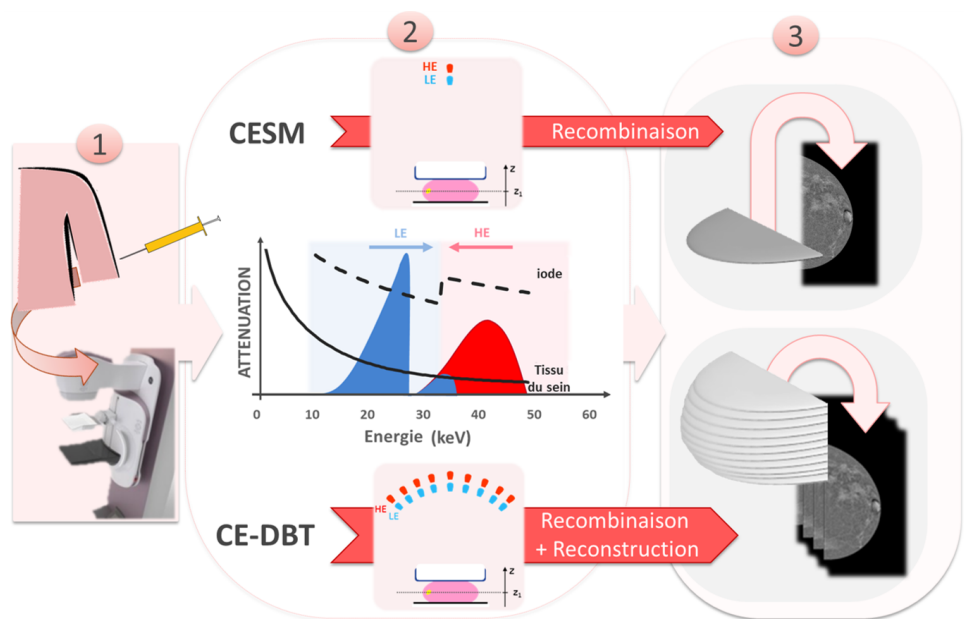 1
2
3
HE
LE
CESM
Recombinaison
z
z1
LE
HE
ATTENUATION
iode
Tissu
du sein
0
10
20
30
40
50
60
Energie (keV)
HE
LE
CE-DBT
Recombinaison
+ Reconstruction
z
z1